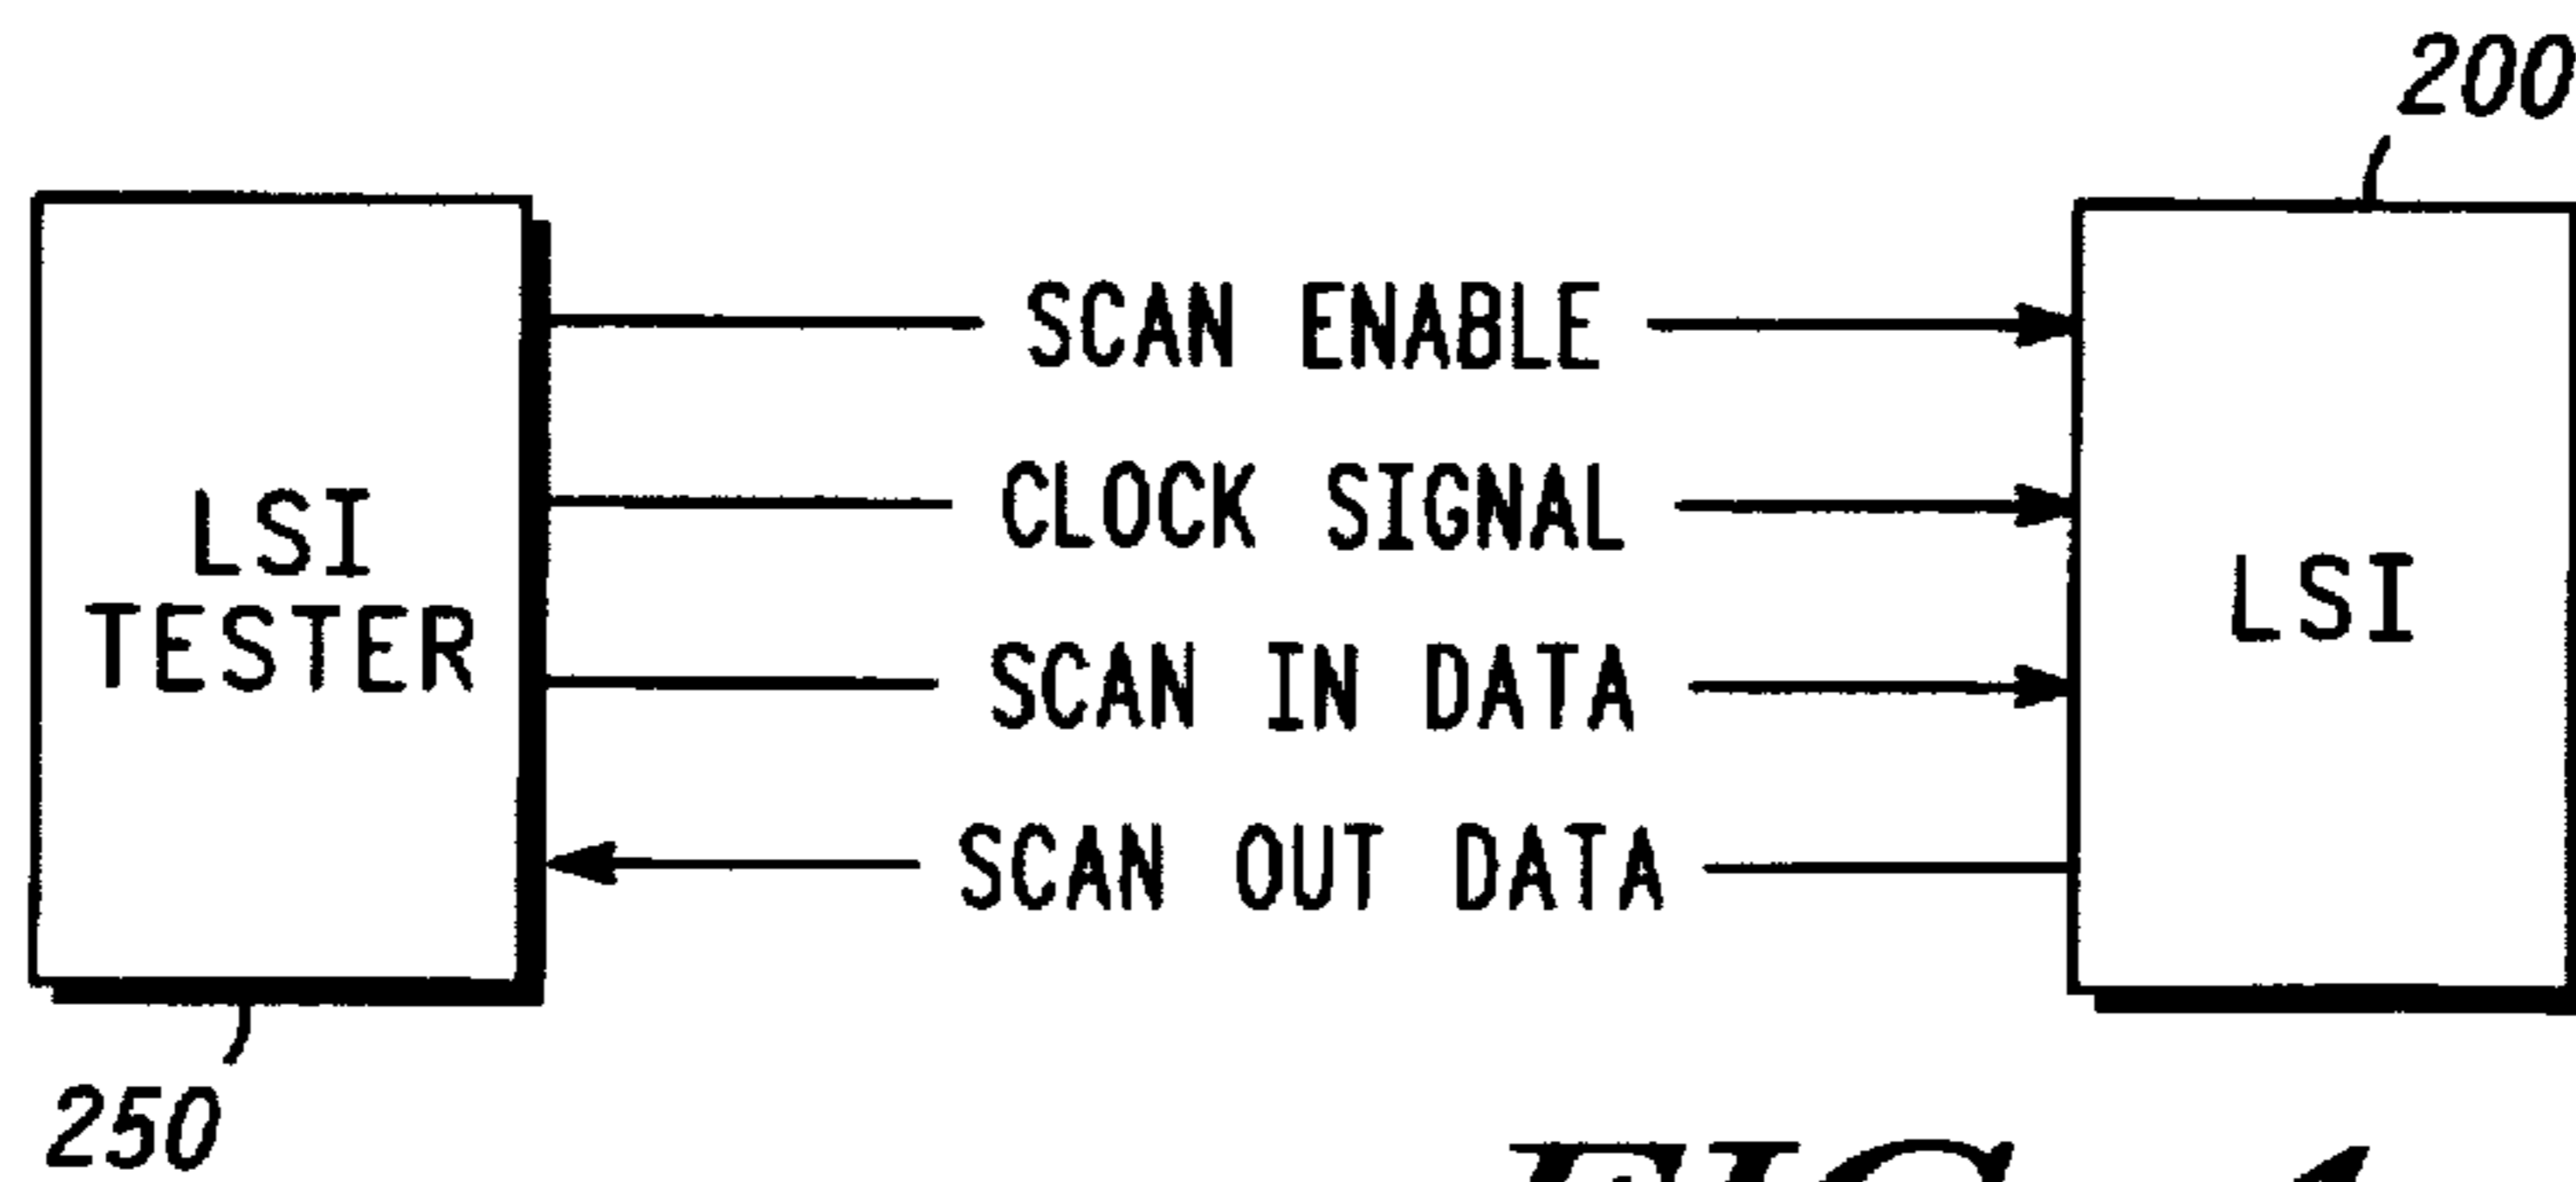 200
SCAN ENABLE
CLOCK SIGNAL
LSI
TESTER
LSI
SCAN IN DATA
SCAN OUT DATA
250